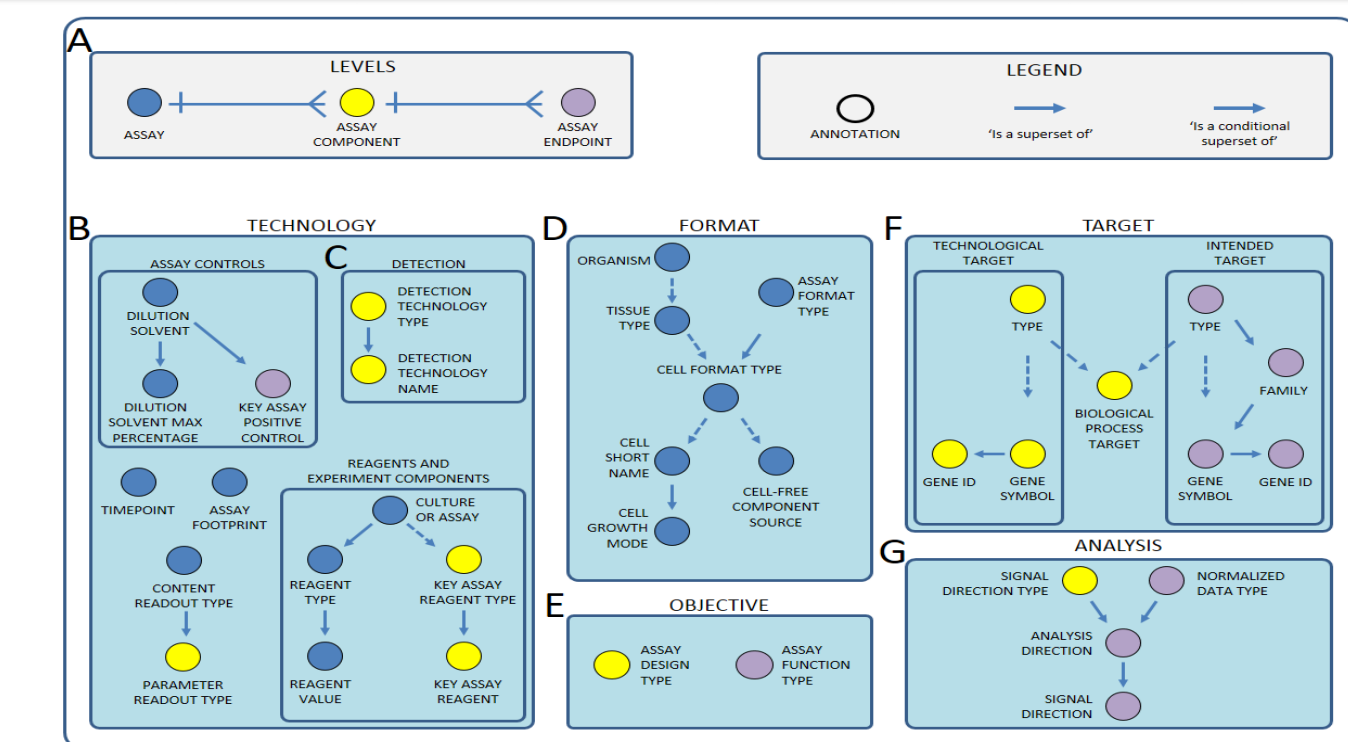 A
LEVELS
ASSAY
ASSAY
COMPONENT
ASSAY
ENDPOINT
LEGEND
ANNOTATION
‘Is a superset of’
‘Is a conditional
superset of’
B
TECHNOLOGY
ASSAY CONTROLS
DILUTION
SOLVENT
DILUTION
SOLVENT MAX
PERCENTAGE
KEY ASSAY
POSITIVE
CONTROL
C
DETECTION
DETECTION
TECHNOLOGY
TYPE
DETECTION
TECHNOLOGY
NAME
TIMEPOINT
ASSAY
FOOTPRINT
CONTENT
READOUT TYPE
PARAMETER
READOUT TYPE
REAGENTS AND
EXPERIMENT COMPONENTS
CULTURE
OR ASSAY
REAGENT
TYPE
KEY ASSAY
REAGENT TYPE
REAGENT
VALUE
KEY ASSAY
REAGENT
D
FORMAT
ORGANISM
ASSAY
FORMAT
TYPE
TISSUE
TYPE
CELL FORMAT TYPE
CELL
SHORT
NAME
CELL-FREE
COMPONENT
SOURCE
CELL
GROWTH
MODE
E
OBJECTIVE
ASSAY
DESIGN
TYPE
ASSAY
FUNCTION
TYPE
F
TARGET
TECHNOLOGICAL
TARGET
TYPE
GENE ID
GENE
SYMBOL
BIOLOGICAL
PROCESS
TARGET
INTENDED
TARGET
TYPE
FAMILY
GENE
SYMBOL
GENE ID
G
ANALYSIS
SIGNAL
DIRECTION TYPE
NORMALIZED
DATA TYPE
ANALYSIS
DIRECTION
SIGNAL
DIRECTION